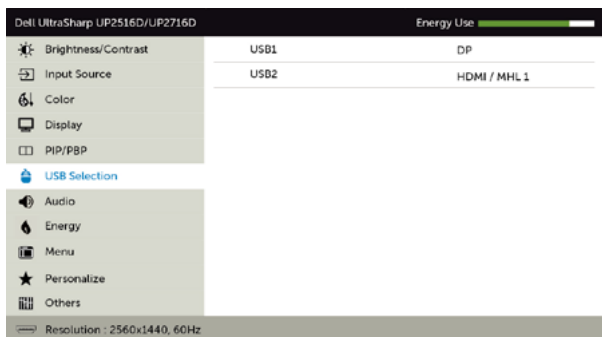 Dell UltraSharp UP2516D/UP2716D
Energy Use
Brightness/Contrast
USB1
DP
Input Source
USB2
HDMI / MHL 1
Color
Display
PIP/PBP
USB Selection
Audio
Energy
Menu
Personalize
Others
Resolution : 2560x1440, 60Hz